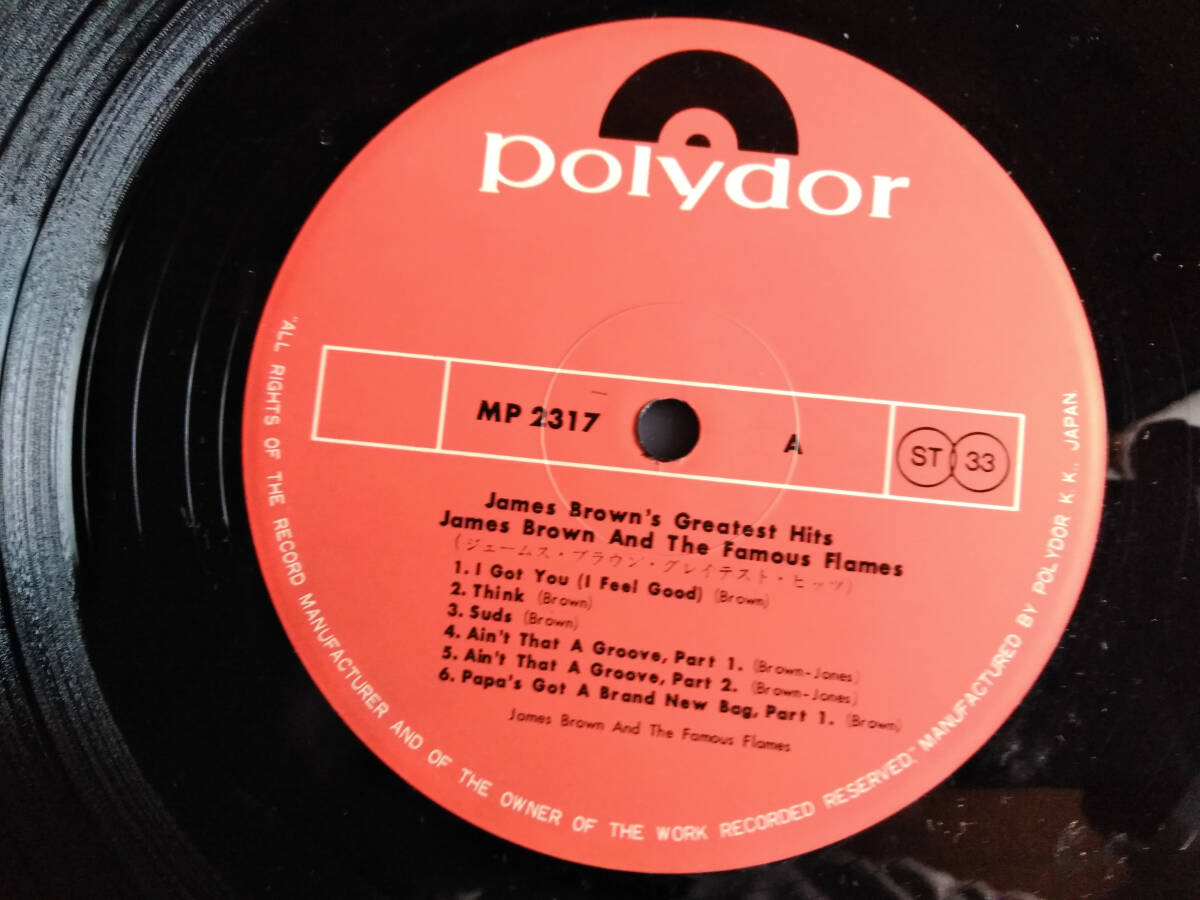 polydor
MP 2317 A ST 33
James Brown's Greatest Hits
James Brown And The Famous Flames
(ジェームス・ブラウン・グレイテスト・ヒッツ)
1. I Got You (I Feel Good) (Brown)
2. Think (Brown)
3. Suds (Brown)
4. Ain't That A Groove, Part 1. (Brown-Jones)
5. Ain't That A Groove, Part 2. (Brown-Jones)
6. Papa's Got A Brand New Bag, Part 1. (Brown)
James Brown And The Famous Flames
"ALL RIGHTS OF THE RECORD MANUFACTURER AND OF THE OWNER OF THE WORK RECORDED RESERVED." MANUFACTURED BY POLYDOR K.K., JAPAN